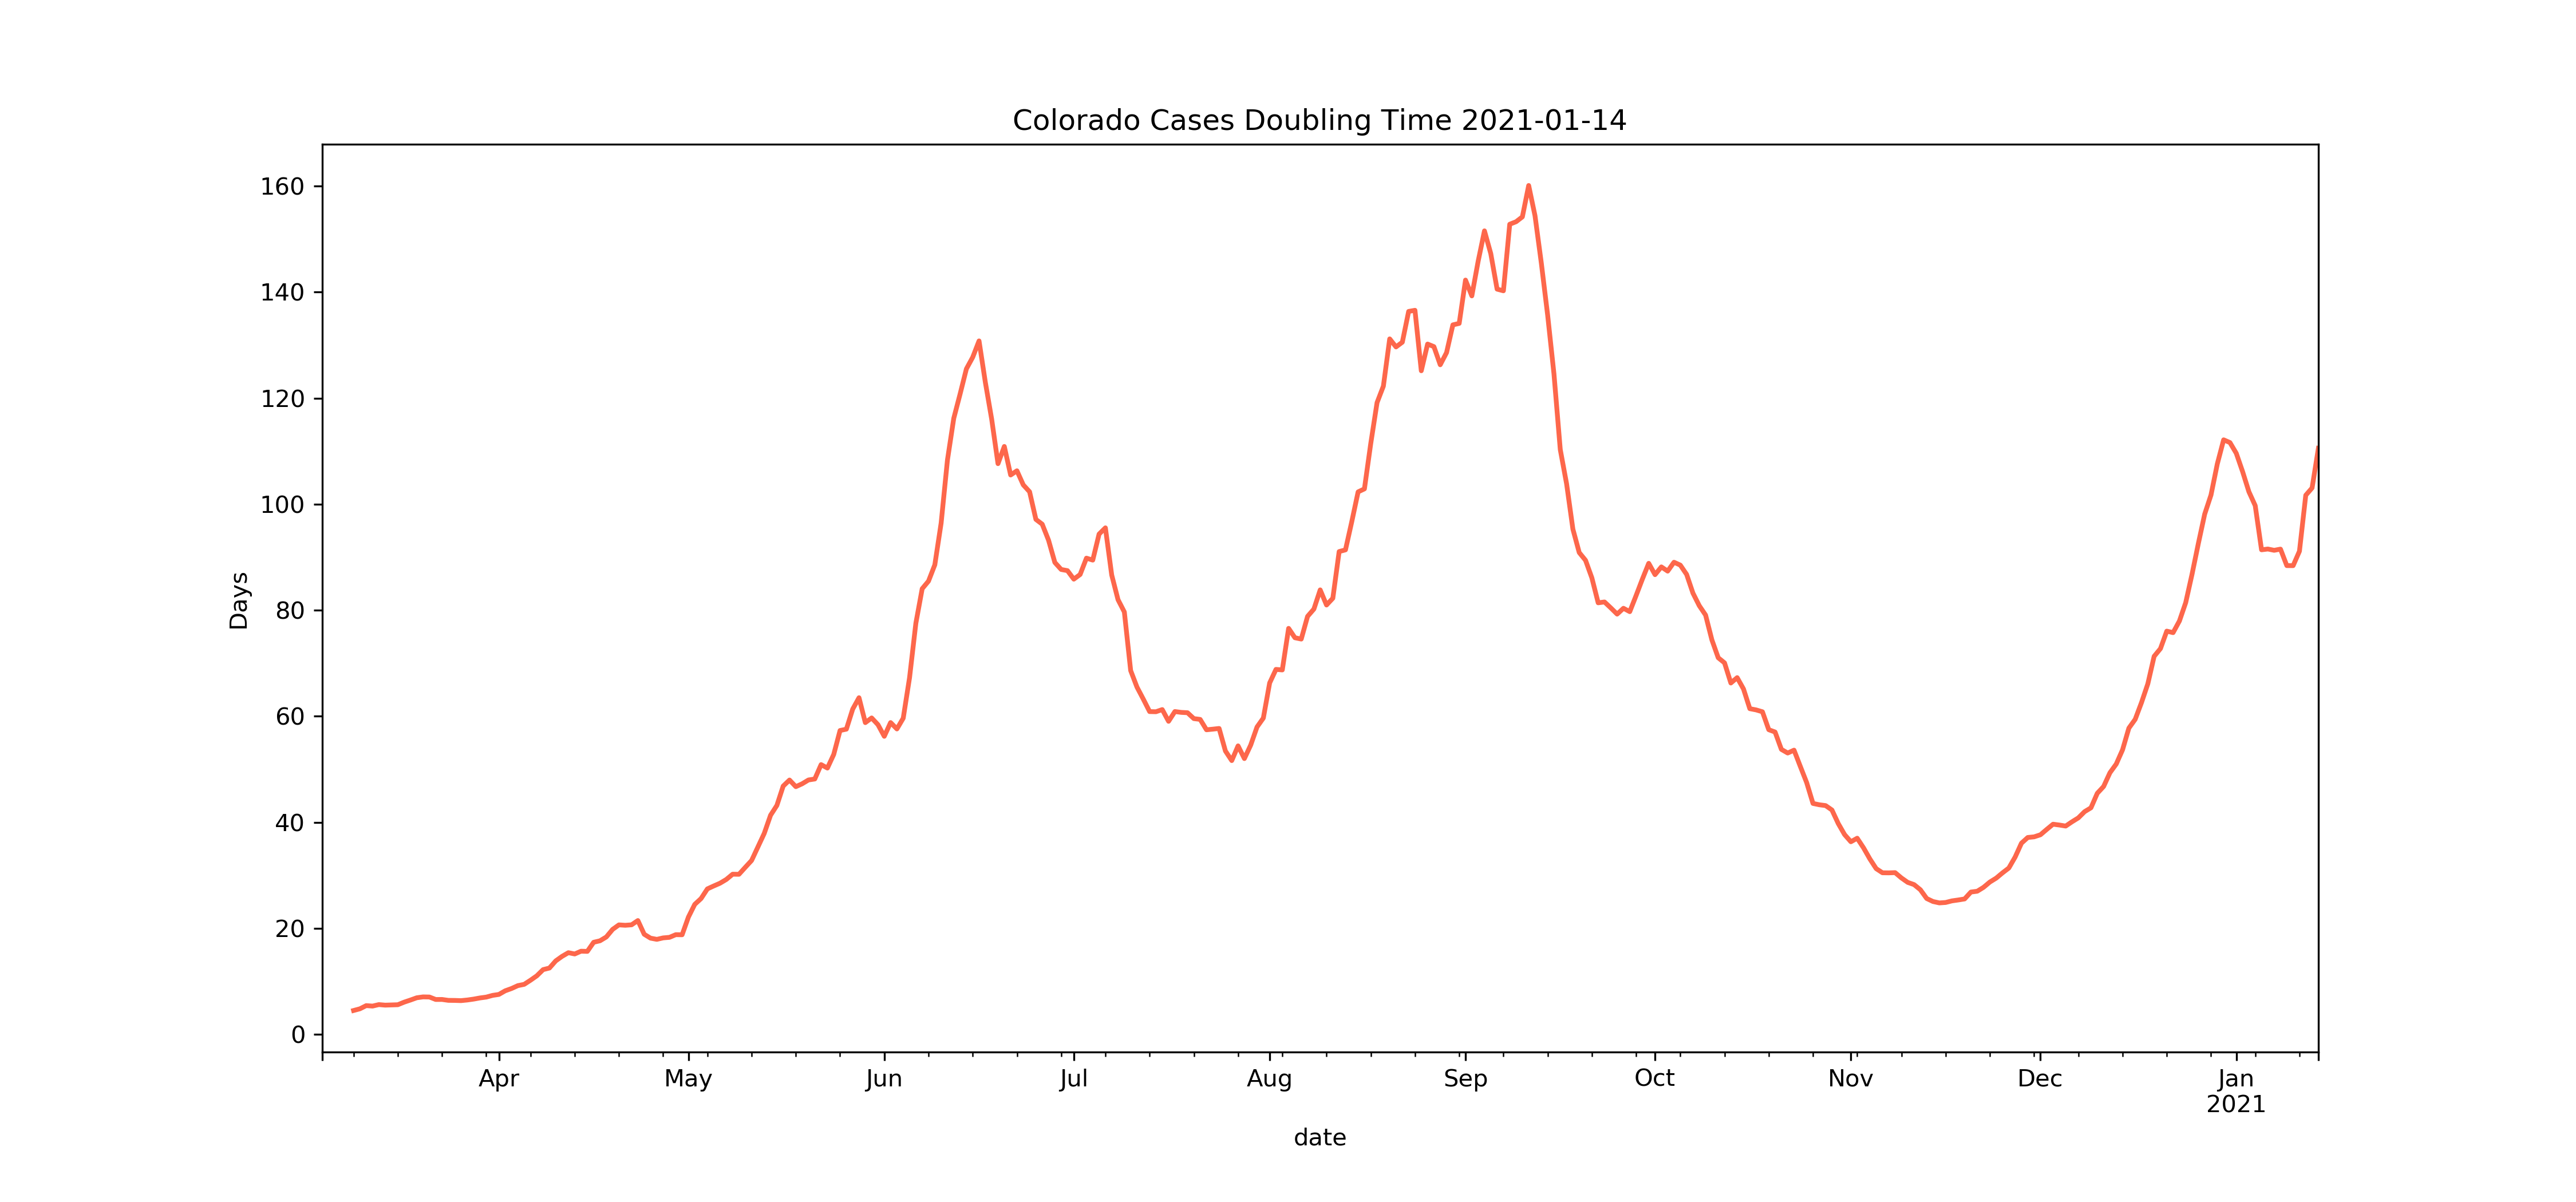 Colorado Cases Doubling Time 2021-01-14
160
140
120
100
80
60
40
20
0
Days
Apr May Jun Jul Aug Sep Oct Nov Dec Jan
2021
date